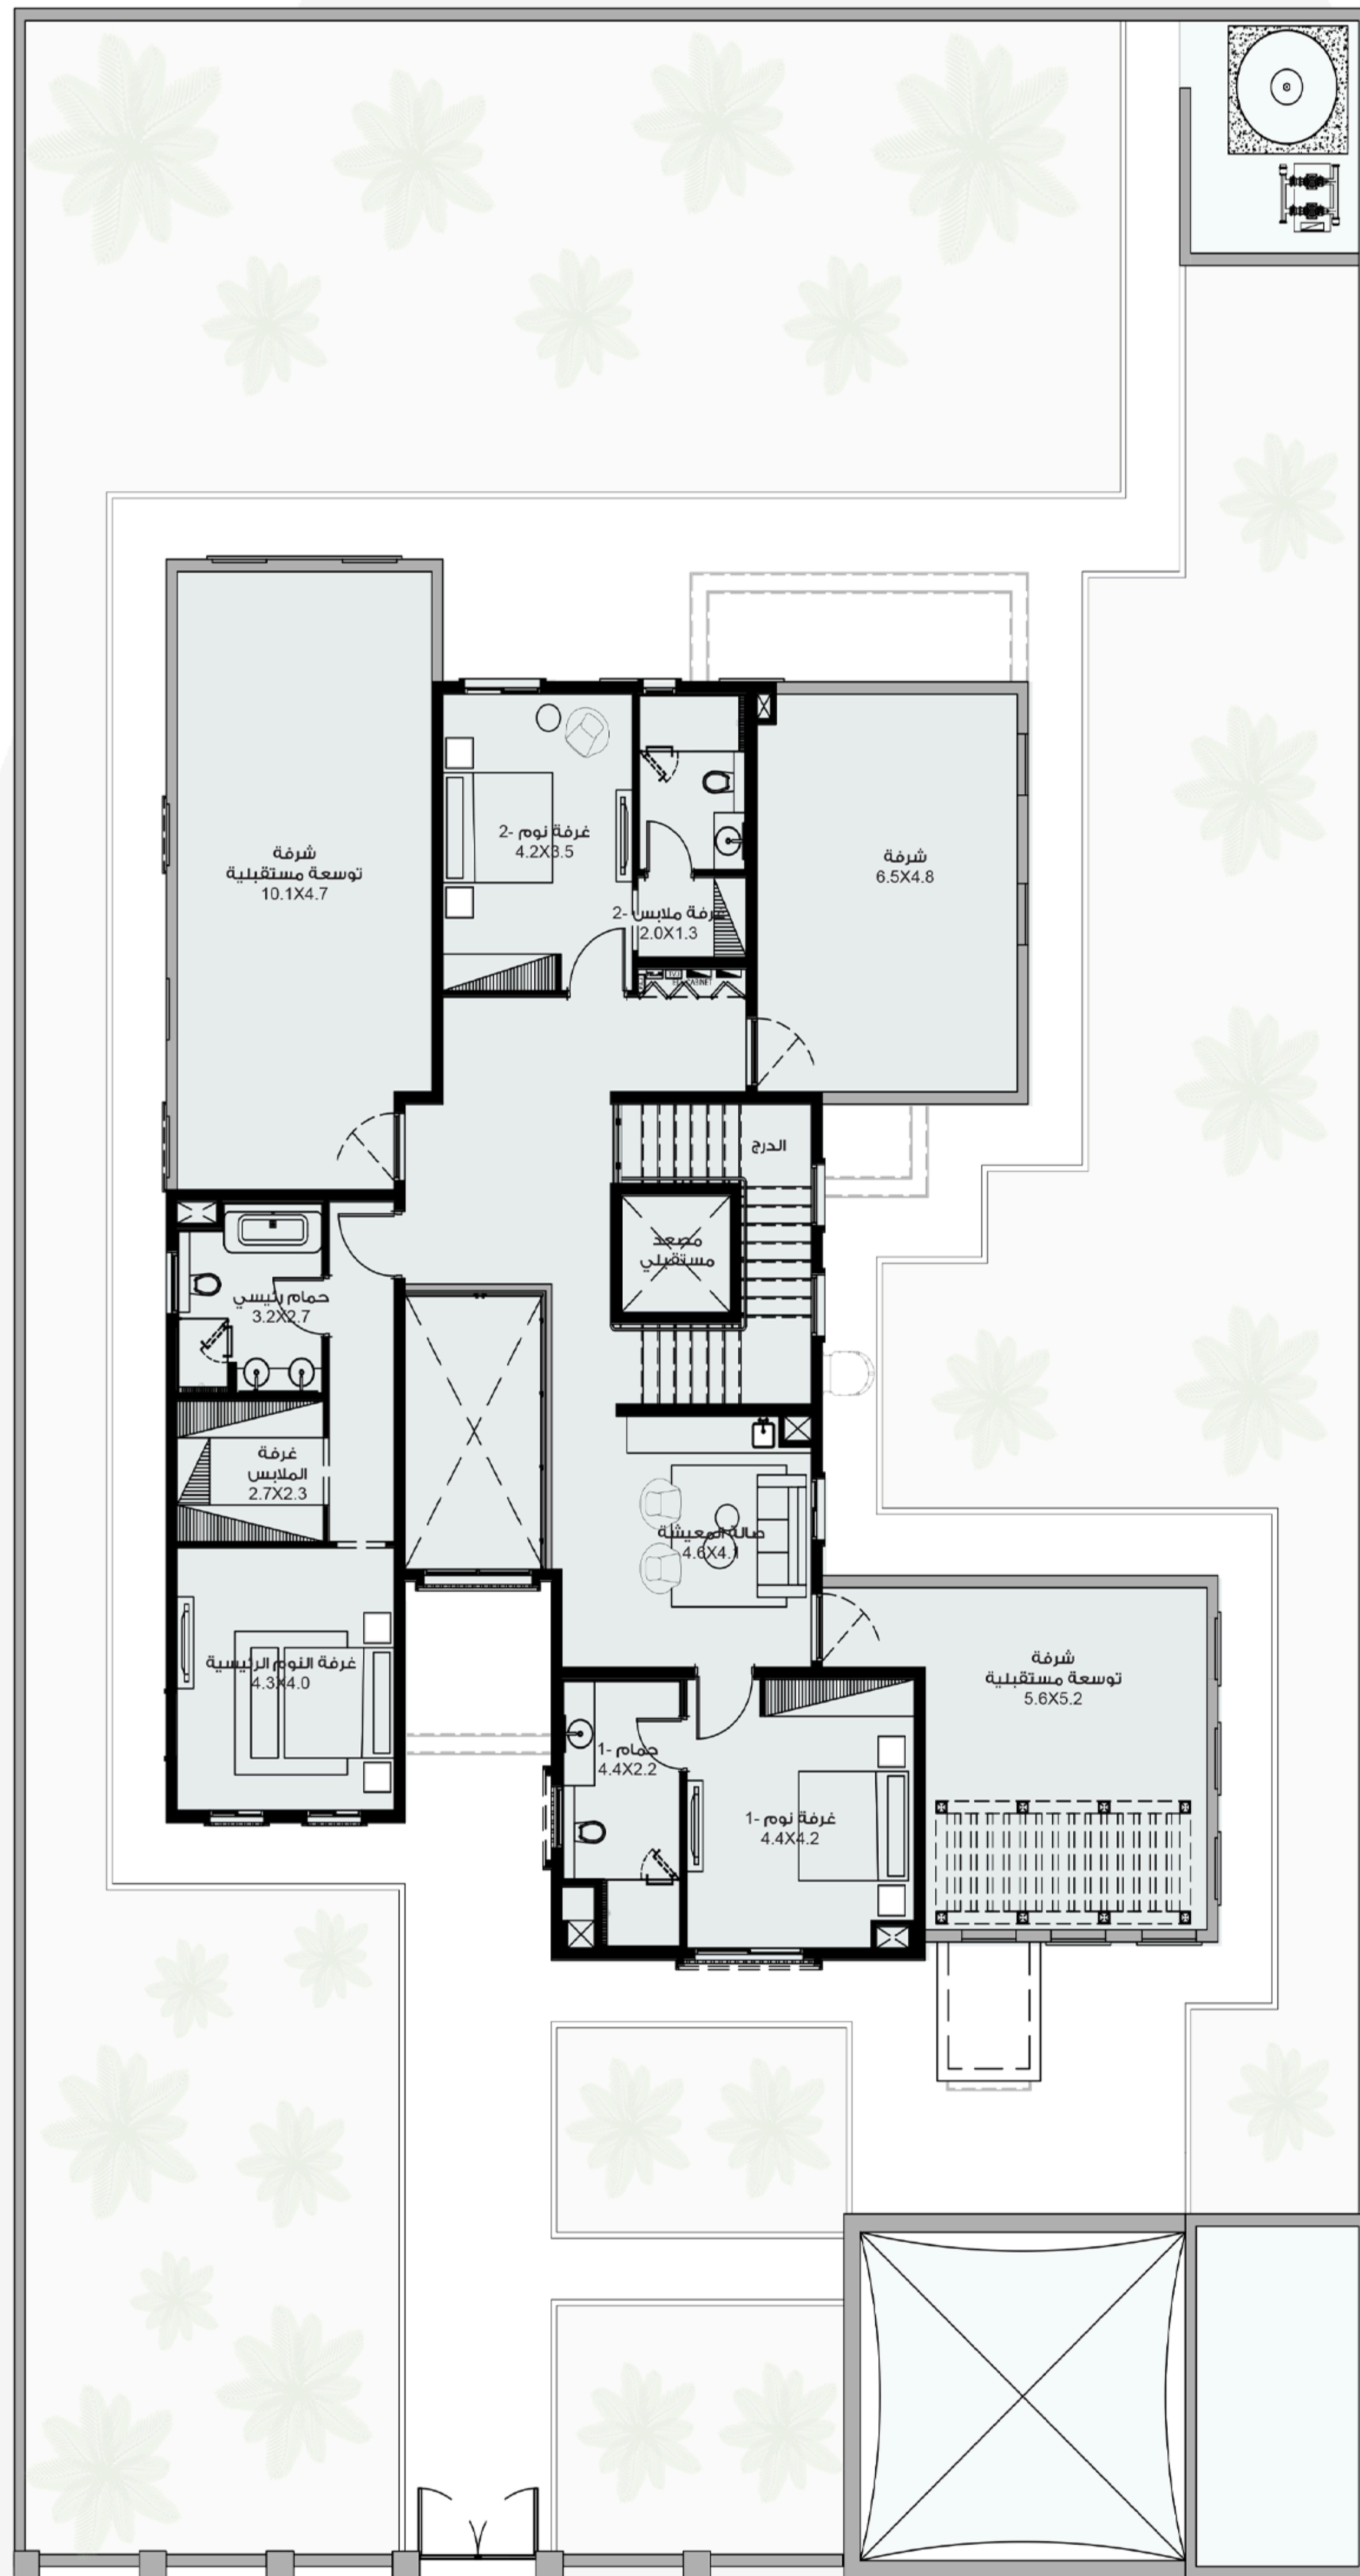 غرفة نوم -2
4.2X3.5
شرفة
توسعة مستقبلية
10.1X4.7
شرفة
6.5X4.8
غرفة ملابس -2
2.0X1.3
الدرج
مصعد
مستقبلي
حمام رئيسي
3.2X2.7
غرفة
الملابس
2.7X2.3
صالة المعيشة
4.6X4.1
غرفة النوم الرئيسية
4.3X4.0
شرفة
توسعة مستقبلية
5.6X5.2
حمام -1
4.4X2.2
غرفة نوم -1
4.4X4.2